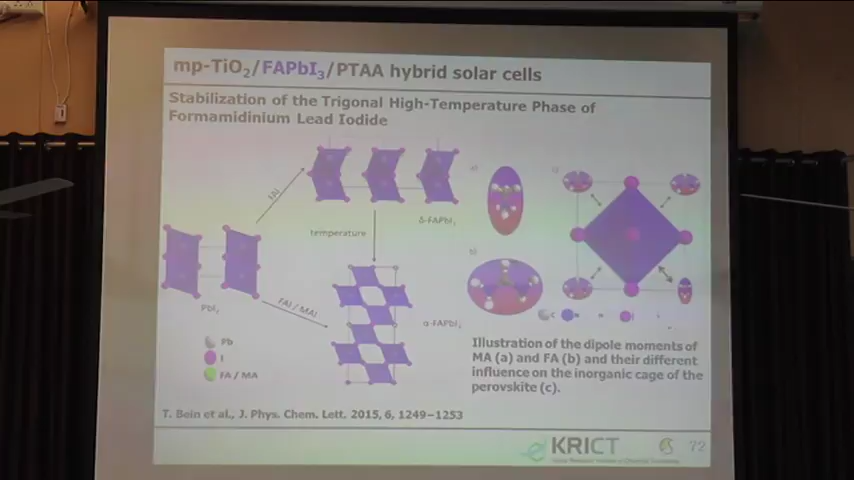 mp-TiO₂/FAPbI₃/PTAA hybrid solar cells
Stabilization of the Trigonal High-Temperature Phase of
Formamidinium Lead Iodide
FAI
temperature
δ-FAPbI₃
PbI₂
FAI / MAI
α-FAPbI₃
Pb
I
FA / MA
a)
b)
c)
C
N
H
I
Illustration of the dipole moments of
MA (a) and FA (b) and their different
influence on the inorganic cage of the
perovskite (c).
T. Bein et al., J. Phys. Chem. Lett. 2015, 6, 1249−1253
KRICT
72